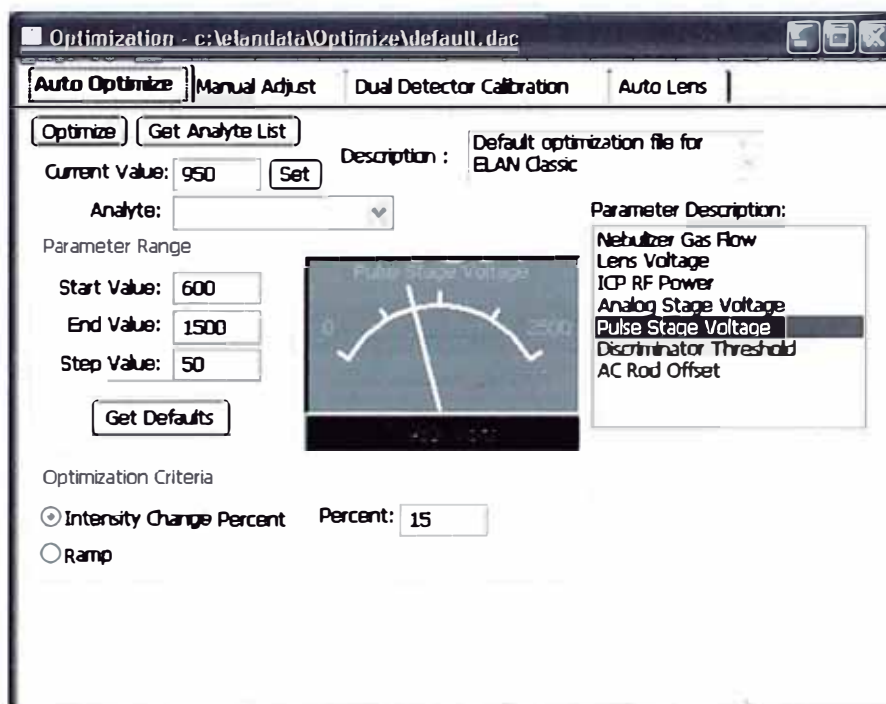 Optimization - c:\elandata\Optimize\default.dac
Auto Optimize Manual Adjust Dual Detector Calibration Auto Lens
Optimize Get Analyte List
Description : Default optimization file for
ELAN Classic
Current Value: 950 Set
Analyte:
Parameter Range
Start Value: 600
End Value: 1500
Step Value: 50
Get Defaults
Pulse Stage Voltage
0 2500
Parameter Description:
Nebulizer Gas Flow
Lens Voltage
ICP RF Power
Analog Stage Voltage
Pulse Stage Voltage
Discriminator Threshold
AC Rod Offset
Optimization Criteria
Intensity Change Percent Percent: 15
Ramp